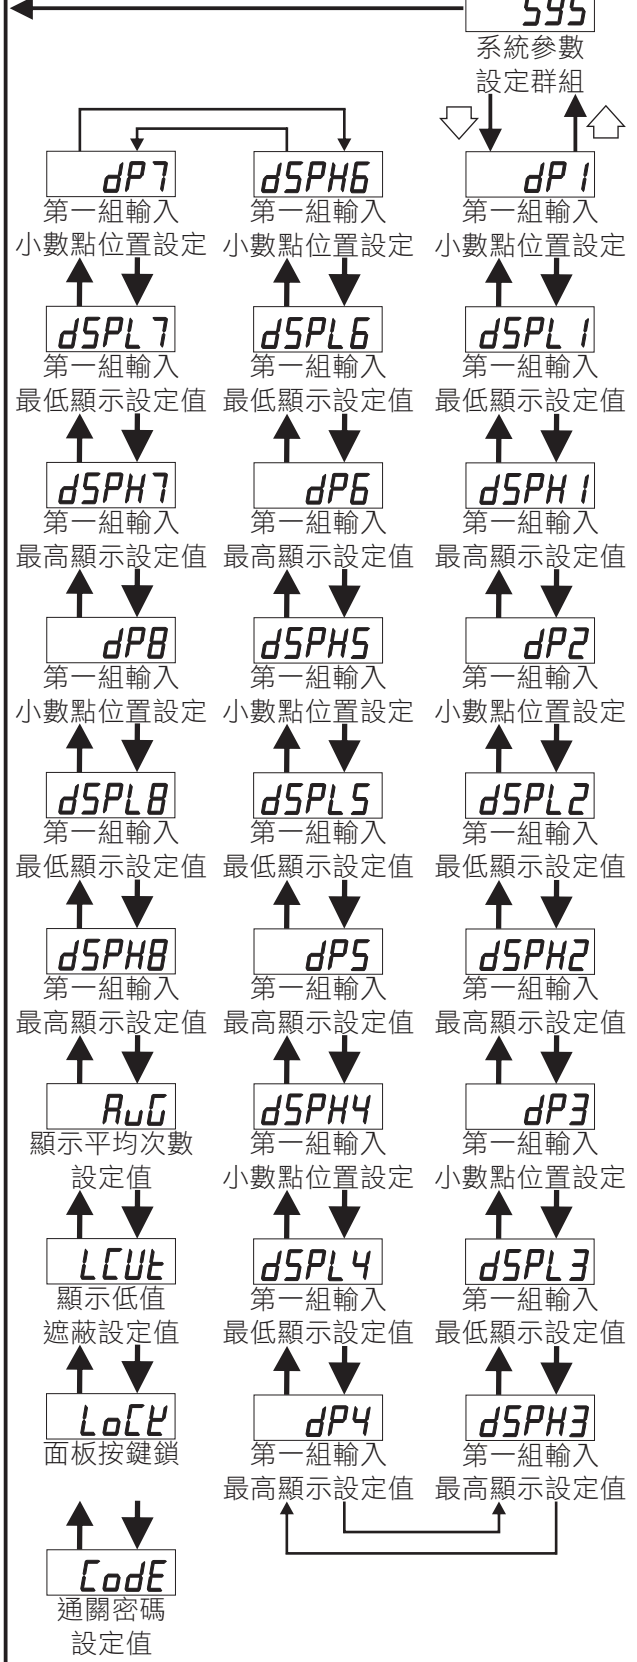 SYS
系統參數
設定群組
dP7
第一組輸入
小數點位置設定
dSPL7
第一組輸入
最低顯示設定值
dSPH7
第一組輸入
最高顯示設定值
dP8
第一組輸入
小數點位置設定
dSPL8
第一組輸入
最低顯示設定值
dSPH8
第一組輸入
最高顯示設定值
AvG
顯示平均次數
設定值
LCUt
顯示低值
遮蔽設定值
LoCK
面板按鍵鎖
CodE
通關密碼
設定值
dSPH6
第一組輸入
小數點位置設定
dSPL6
第一組輸入
最低顯示設定值
dP6
第一組輸入
最高顯示設定值
dSPH5
第一組輸入
小數點位置設定
dSPL5
第一組輸入
最低顯示設定值
dP5
第一組輸入
最高顯示設定值
dSPH4
第一組輸入
小數點位置設定
dSPL4
第一組輸入
最低顯示設定值
dP4
第一組輸入
最高顯示設定值
dP1
第一組輸入
小數點位置設定
dSPL1
第一組輸入
最低顯示設定值
dSPH1
第一組輸入
最高顯示設定值
dP2
第一組輸入
小數點位置設定
dSPL2
第一組輸入
最低顯示設定值
dSPH2
第一組輸入
最高顯示設定值
dP3
第一組輸入
小數點位置設定
dSPL3
第一組輸入
最低顯示設定值
dSPH3
第一組輸入
最高顯示設定值